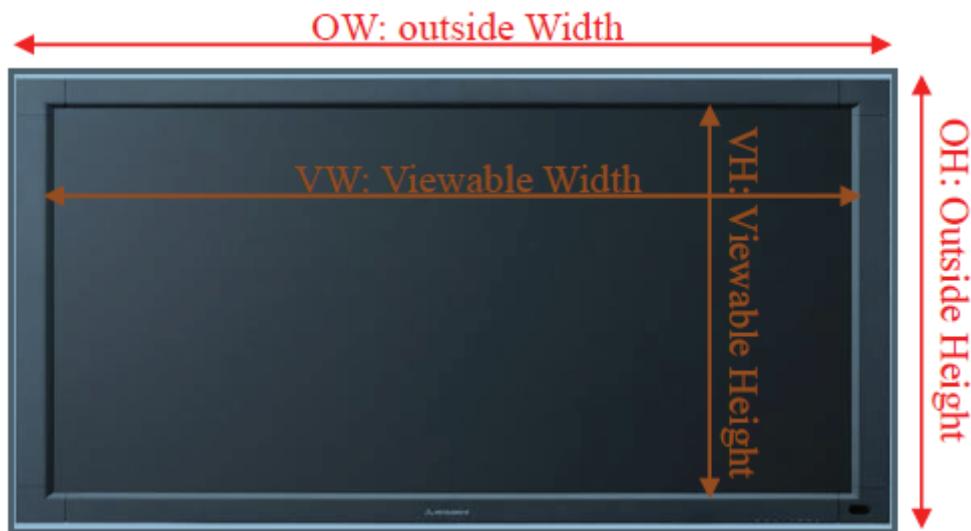 OW: outside Width
VW: Viewable Width
VH: Viewable Height
OH: Outside Height